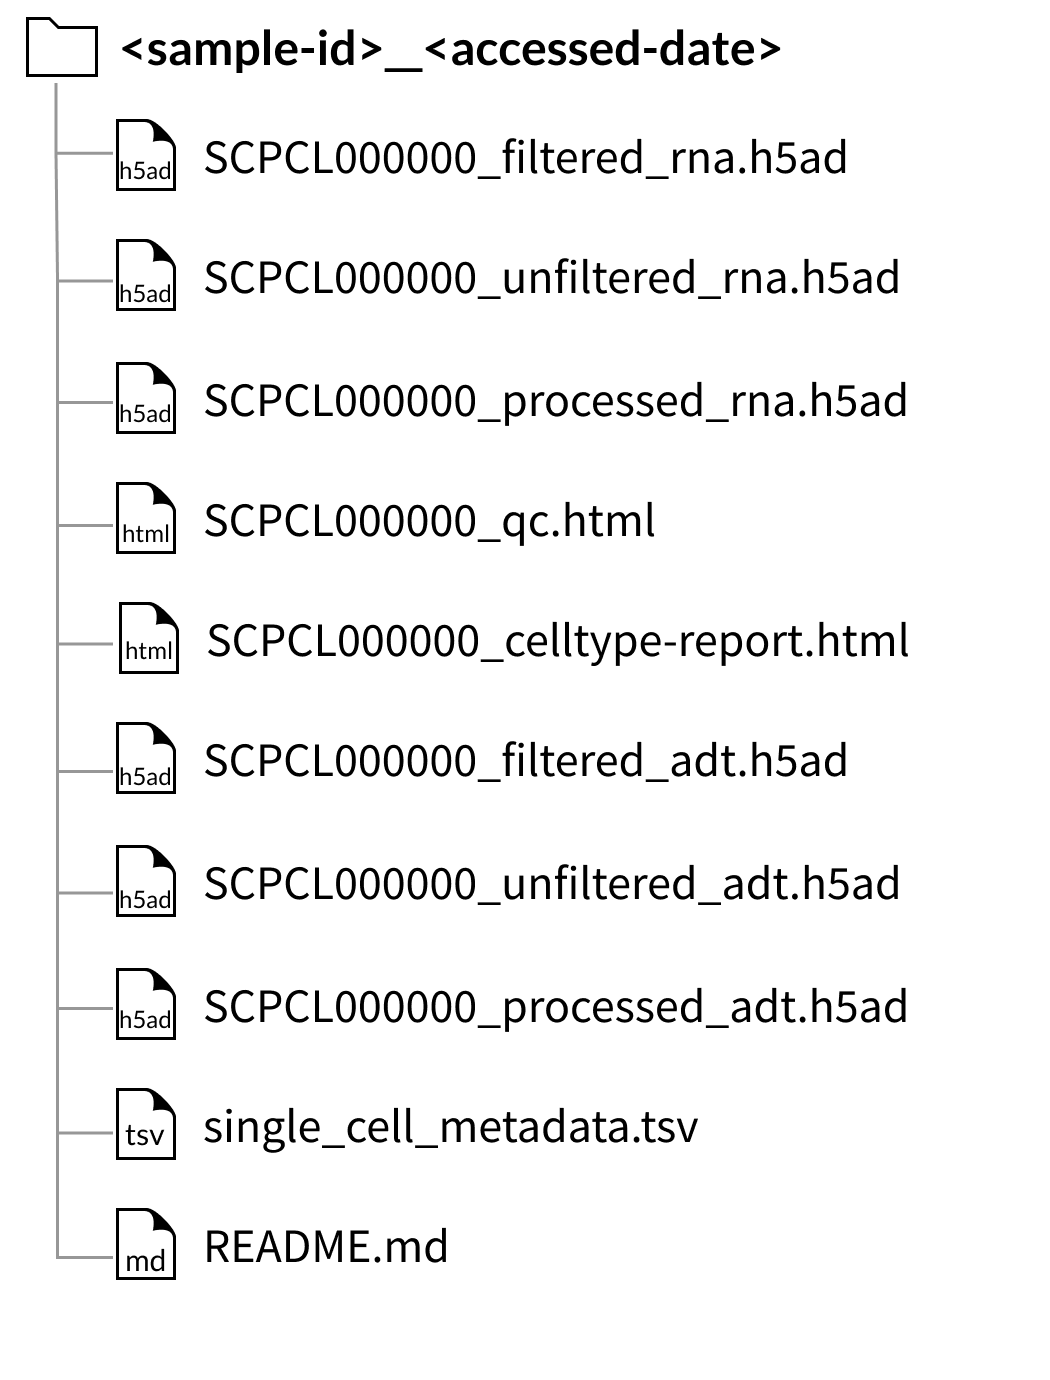 <sample-id>__<accessed-date>
h5ad SCPCL000000_filtered_rna.h5ad
h5ad SCPCL000000_unfiltered_rna.h5ad
h5ad SCPCL000000_processed_rna.h5ad
html SCPCL000000_qc.html
html SCPCL000000_celltype-report.html
h5ad SCPCL000000_filtered_adt.h5ad
h5ad SCPCL000000_unfiltered_adt.h5ad
h5ad SCPCL000000_processed_adt.h5ad
tsv single_cell_metadata.tsv
md README.md